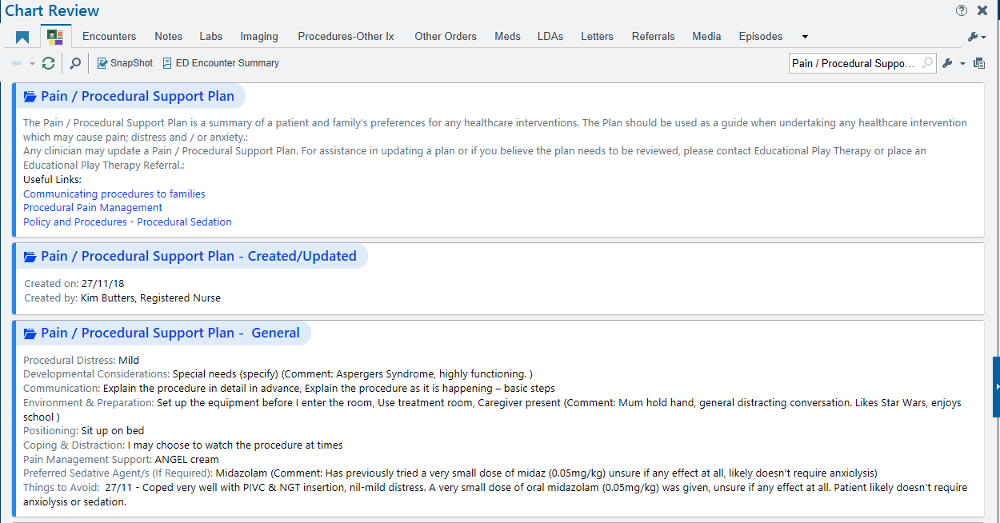 Chart Review
Encounters Notes Labs Imaging Procedures-Other Ix Other Orders Meds LDAs Letters Referrals Media Episodes
SnapShot ED Encounter Summary Pain / Procedural Suppo...
Pain / Procedural Support Plan
The Pain / Procedural Support Plan is a summary of a patient and family's preferences for any healthcare interventions. The Plan should be used as a guide when undertaking any healthcare intervention
which may cause pain; distress and / or anxiety.:
Any clinician may update a Pain / Procedural Support Plan. For assistance in updating a plan or if you believe the plan needs to be reviewed, please contact Educational Play Therapy or place an
Educational Play Therapy Referral.:
Useful Links:
Communicating procedures to families
Procedural Pain Management
Policy and Procedures - Procedural Sedation
Pain / Procedural Support Plan - Created/Updated
Created on: 27/11/18
Created by: Kim Butters, Registered Nurse
Pain / Procedural Support Plan - General
Procedural Distress: Mild
Developmental Considerations: Special needs (specify) (Comment: Aspergers Syndrome, highly functioning. )
Communication: Explain the procedure in detail in advance, Explain the procedure as it is happening – basic steps
Environment & Preparation: Set up the equipment before I enter the room, Use treatment room, Caregiver present (Comment: Mum hold hand, general distracting conversation. Likes Star Wars, enjoys
school )
Positioning: Sit up on bed
Coping & Distraction: I may choose to watch the procedure at times
Pain Management Support: ANGEL cream
Preferred Sedative Agent/s (If Required): Midazolam (Comment: Has previously tried a very small dose of midaz (0.05mg/kg) unsure if any effect at all, likely doesn't require anxiolysis)
Things to Avoid: 27/11 - Coped very well with PIVC & NGT insertion, nil-mild distress. A very small dose of oral midazolam (0.05mg/kg) was given, unsure if any effect at all. Patient likely doesn't require
anxiolysis or sedation.